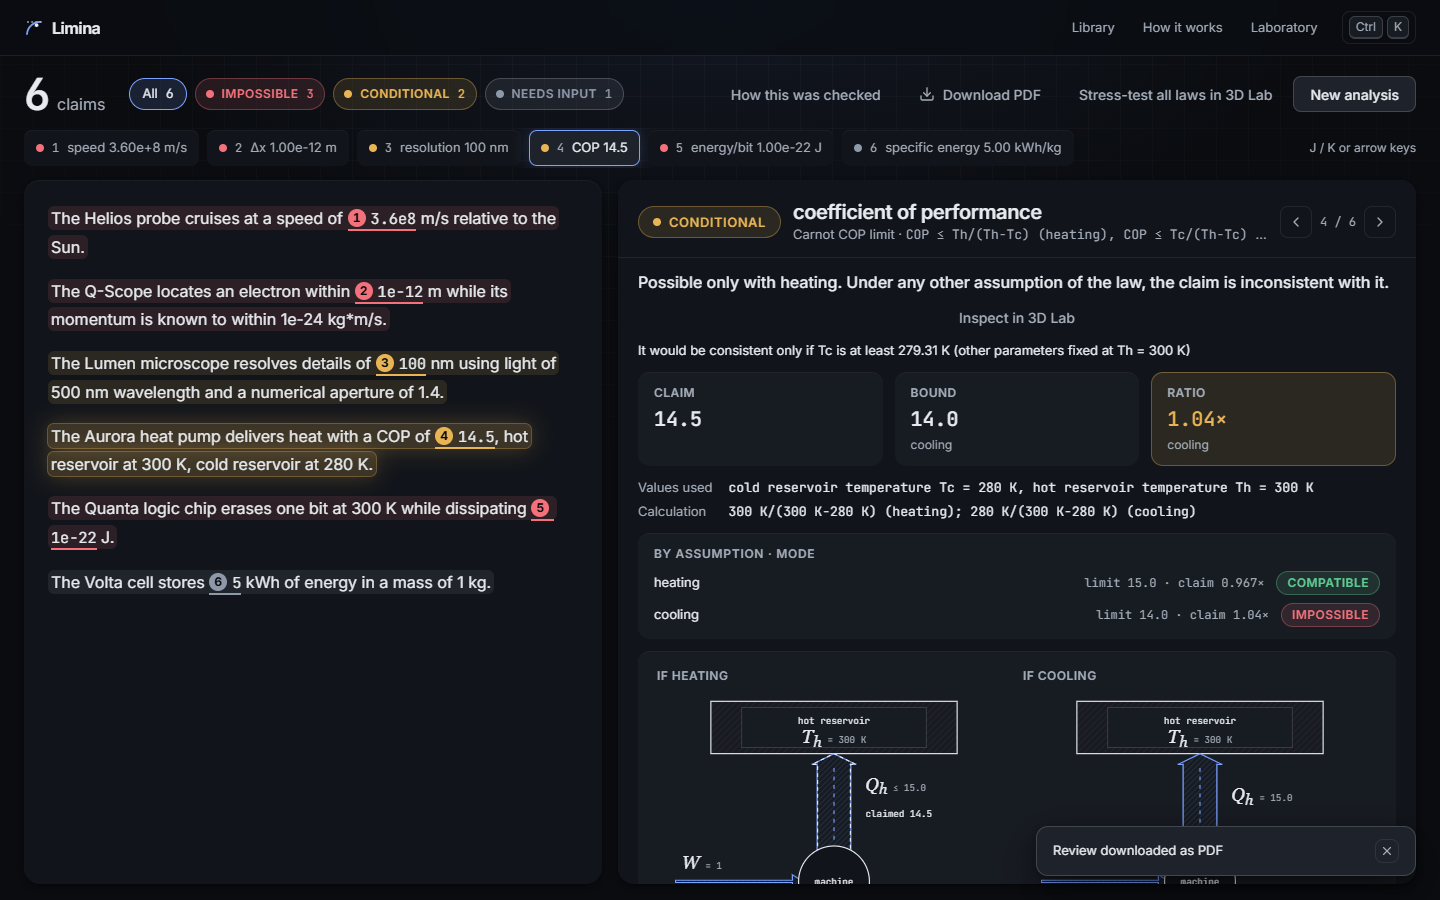 Limina
Library
How it works
Laboratory
Ctrl K
6 claims
All 6
IMPOSSIBLE 3
CONDITIONAL 2
NEEDS INPUT 1
How this was checked
Download PDF
Stress-test all laws in 3D Lab
New analysis
1 speed 3.60e+8 m/s
2 Δx 1.00e-12 m
3 resolution 100 nm
4 COP 14.5
5 energy/bit 1.00e-22 J
6 specific energy 5.00 kWh/kg
J / K or arrow keys
The Helios probe cruises at a speed of 1 3.6e8 m/s relative to the
Sun.
The Q-Scope locates an electron within 2 1e-12 m while its
momentum is known to within 1e-24 kg*m/s.
The Lumen microscope resolves details of 3 100 nm using light of
500 nm wavelength and a numerical aperture of 1.4.
The Aurora heat pump delivers heat with a COP of 4 14.5, hot
reservoir at 300 K, cold reservoir at 280 K.
The Quanta logic chip erases one bit at 300 K while dissipating 5
1e-22 J.
The Volta cell stores 6 5 kWh of energy in a mass of 1 kg.
CONDITIONAL
coefficient of performance
Carnot COP limit · COP ≤ Th/(Th-Tc) (heating), COP ≤ Tc/(Th-Tc) …
4 / 6
Possible only with heating. Under any other assumption of the law, the claim is inconsistent with it.
Inspect in 3D Lab
It would be consistent only if Tc is at least 279.31 K (other parameters fixed at Th = 300 K)
CLAIM
14.5
BOUND
14.0
cooling
RATIO
1.04×
cooling
Values used cold reservoir temperature Tc = 280 K, hot reservoir temperature Th = 300 K
Calculation 300 K/(300 K-280 K) (heating); 280 K/(300 K-280 K) (cooling)
BY ASSUMPTION · MODE
heating limit 15.0 · claim 0.967× COMPATIBLE
cooling limit 14.0 · claim 1.04× IMPOSSIBLE
IF HEATING
hot reservoir
Th = 300 K
Qh ≤ 15.0
claimed 14.5
W = 1
machine
IF COOLING
hot reservoir
Th = 300 K
Qh = 15.0
machine
Review downloaded as PDF